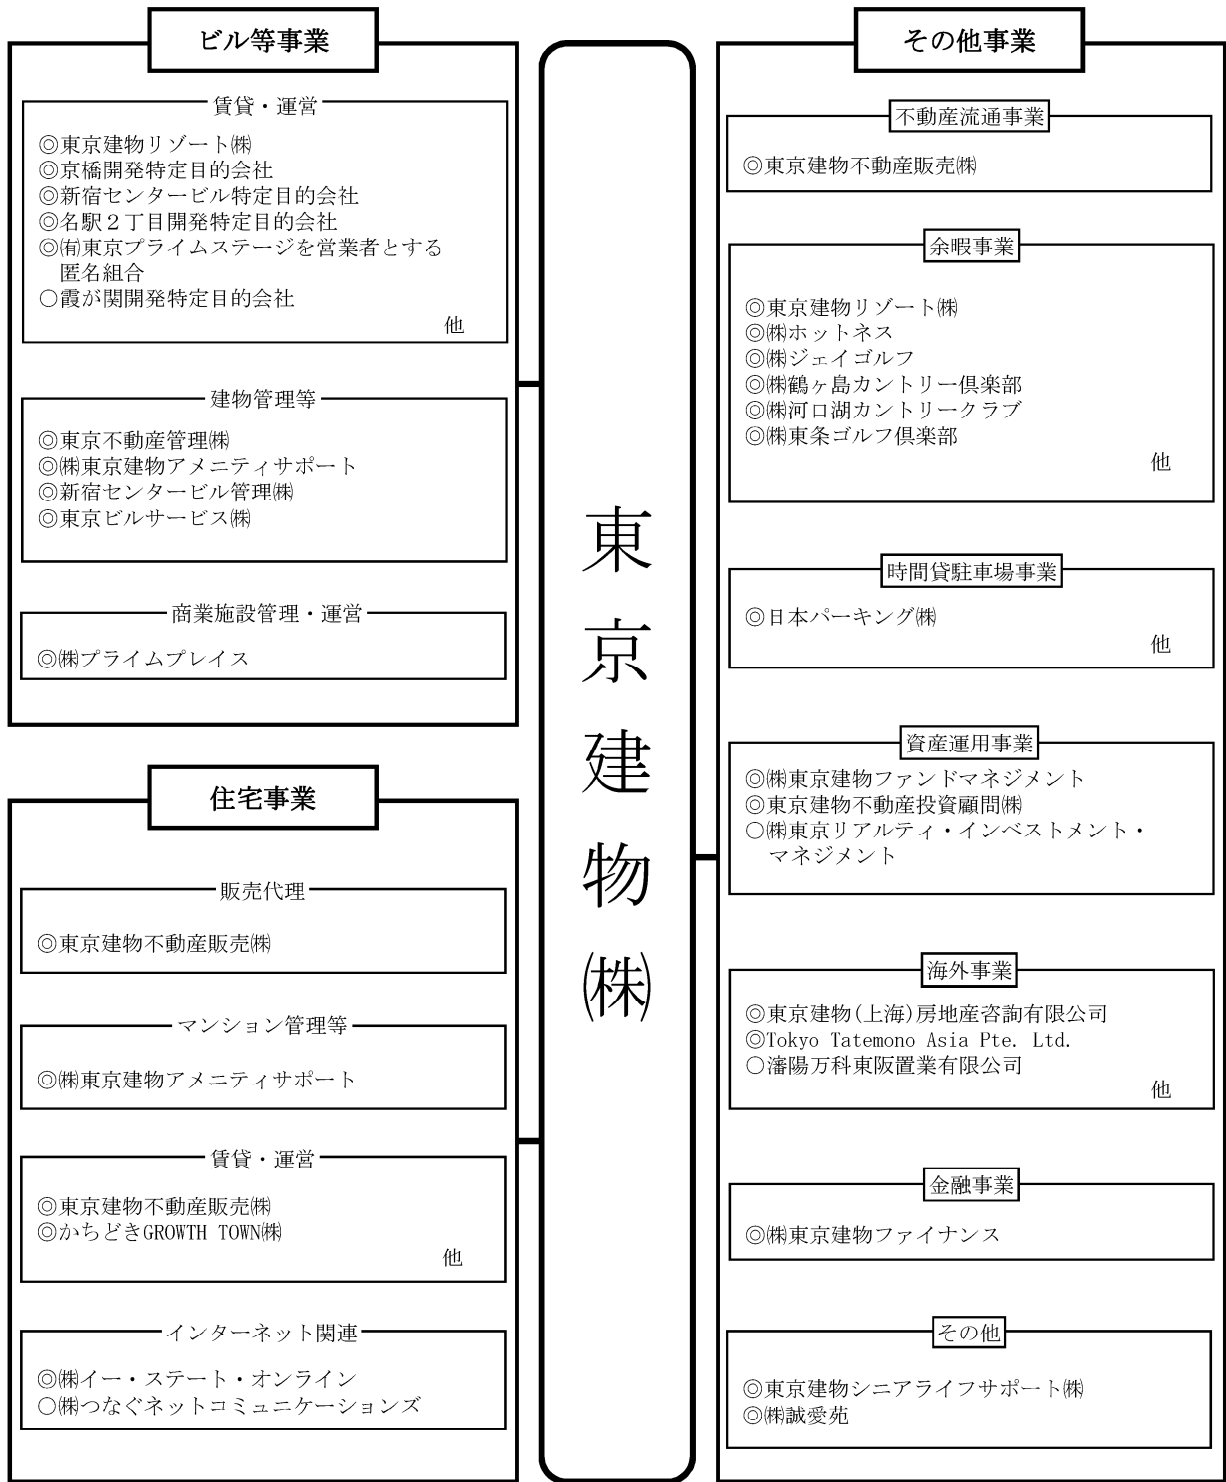 ビル等事業
賃貸・運営
◎東京建物リゾート㈱
◎京橋開発特定目的会社
◎新宿センタービル特定目的会社
◎名駅２丁目開発特定目的会社
◎㈲東京プライムステージを営業者とする
匿名組合
○霞が関開発特定目的会社
他
建物管理等
◎東京不動産管理㈱
◎㈱東京建物アメニティサポート
◎新宿センタービル管理㈱
◎東京ビルサービス㈱
商業施設管理・運営
◎㈱プライムプレイス
住宅事業
販売代理
◎東京建物不動産販売㈱
マンション管理等
◎㈱東京建物アメニティサポート
賃貸・運営
◎東京建物不動産販売㈱
◎かちどきGROWTH TOWN㈱
他
インターネット関連
◎㈱イー・ステート・オンライン
○㈱つなぐネットコミュニケーションズ
東京建物㈱
その他事業
不動産流通事業
◎東京建物不動産販売㈱
余暇事業
◎東京建物リゾート㈱
◎㈱ホットネス
◎㈱ジェイゴルフ
◎㈱鶴ヶ島カントリー倶楽部
◎㈱河口湖カントリークラブ
◎㈱東条ゴルフ倶楽部
他
時間貸駐車場事業
◎日本パーキング㈱
他
資産運用事業
◎㈱東京建物ファンドマネジメント
◎東京建物不動産投資顧問㈱
○㈱東京リアルティ・インベストメント・
マネジメント
海外事業
◎東京建物(上海)房地産咨詢有限公司
◎Tokyo Tatemono Asia Pte. Ltd.
○瀋陽万科東阪置業有限公司
他
金融事業
◎㈱東京建物ファイナンス
その他
◎東京建物シニアライフサポート㈱
◎㈱誠愛苑